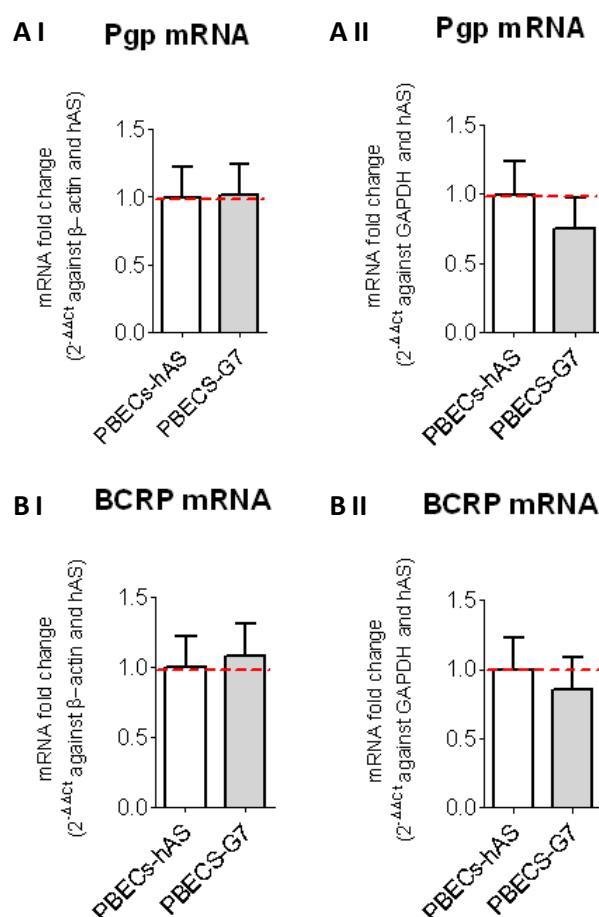 A I Pgp mRNA
mRNA fold change
(2-ΔΔCt against β-actin and hAS)
1.5
1.0
0.5
0.0
PBECs-hAS
PBECS-G7
A II Pgp mRNA
mRNA fold change
(2-ΔΔCt against GAPDH and hAS)
1.5
1.0
0.5
0.0
PBECs-hAS
PBECS-G7
B I BCRP mRNA
mRNA fold change
(2-ΔΔCt against β-actin and hAS)
1.5
1.0
0.5
0.0
PBECs-hAS
PBECS-G7
B II BCRP mRNA
mRNA fold change
(2-ΔΔCt against GAPDH and hAS)
1.5
1.0
0.5
0.0
PBECs-hAS
PBECS-G7